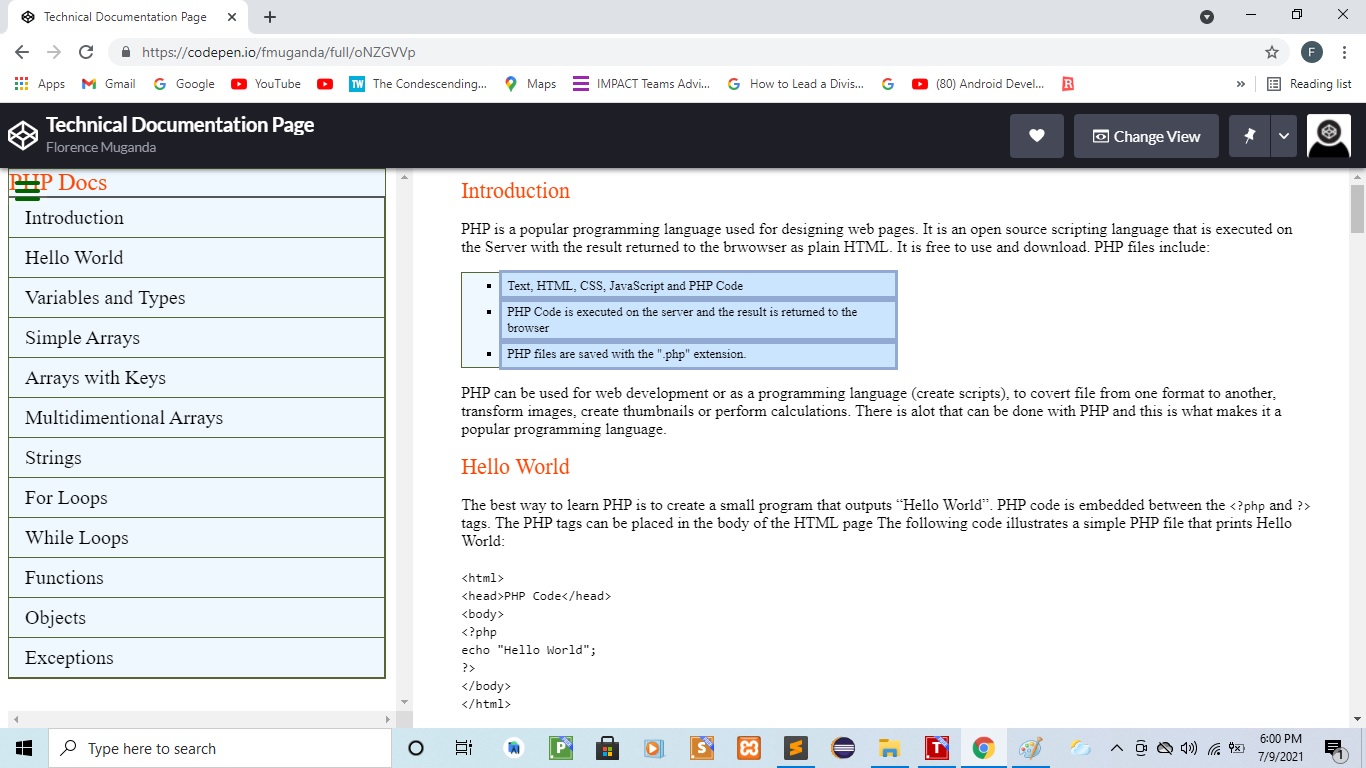 Technical Documentation Page
https://codepen.io/fmuganda/full/oNZGVVp
F
Apps
Gmail
Google
YouTube
TW The Condescending...
Maps
IMPACT Teams Advi...
How to Lead a Divis...
(80) Android Devel...
R
»
Reading list
Technical Documentation Page
Florence Muganda
Change View
PHP Docs
Introduction
Hello World
Variables and Types
Simple Arrays
Arrays with Keys
Multidimentional Arrays
Strings
For Loops
While Loops
Functions
Objects
Exceptions
Introduction
PHP is a popular programming language used for designing web pages. It is an open source scripting language that is executed on
the Server with the result returned to the brwowser as plain HTML. It is free to use and download. PHP files include:
Text, HTML, CSS, JavaScript and PHP Code
PHP Code is executed on the server and the result is returned to the
browser
PHP files are saved with the ".php" extension.
PHP can be used for web development or as a programming language (create scripts), to covert file from one format to another,
transform images, create thumbnails or perform calculations. There is alot that can be done with PHP and this is what makes it a
popular programming language.
Hello World
The best way to learn PHP is to create a small program that outputs “Hello World”. PHP code is embedded between the <?php and ?>
tags. The PHP tags can be placed in the body of the HTML page The following code illustrates a simple PHP file that prints Hello
World:
<html>
<head>PHP Code</head>
<body>
<?php
echo "Hello World";
?>
</body>
</html>
Type here to search
P
S
T
6:00 PM
7/9/2021
1